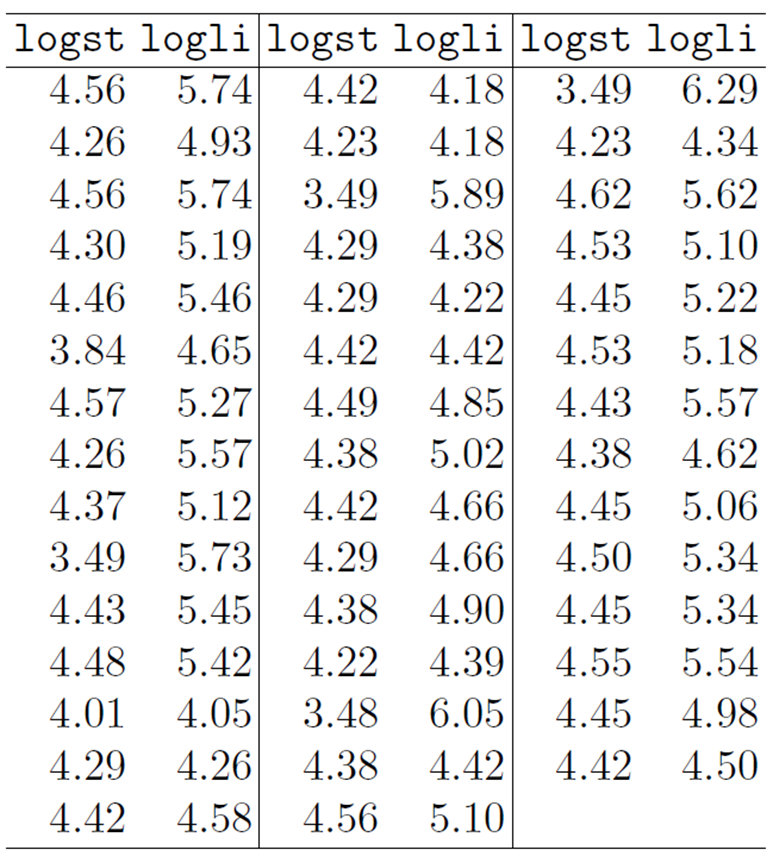 logst logli logst logli logst logli
4.56 5.74 4.42 4.18 3.49 6.29
4.26 4.93 4.23 4.18 4.23 4.34
4.56 5.74 3.49 5.89 4.62 5.62
4.30 5.19 4.29 4.38 4.53 5.10
4.46 5.46 4.29 4.22 4.45 5.22
3.84 4.65 4.42 4.42 4.53 5.18
4.57 5.27 4.49 4.85 4.43 5.57
4.26 5.57 4.38 5.02 4.38 4.62
4.37 5.12 4.42 4.66 4.45 5.06
3.49 5.73 4.29 4.66 4.50 5.34
4.43 5.45 4.38 4.90 4.45 5.34
4.48 5.42 4.22 4.39 4.55 5.54
4.01 4.05 3.48 6.05 4.45 4.98
4.29 4.26 4.38 4.42 4.42 4.50
4.42 4.58 4.56 5.10